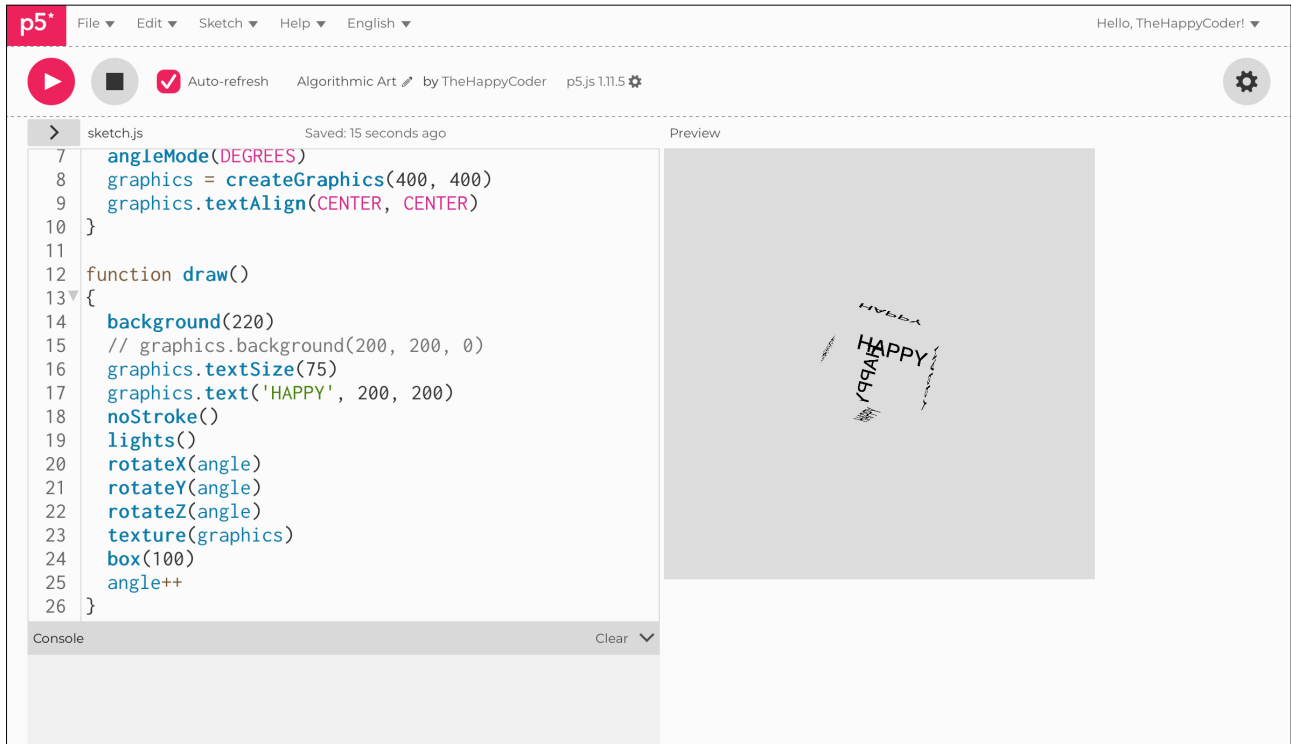 p5* File Edit Sketch Help English Hello, TheHappyCoder!
Auto-refresh Algorithmic Art by TheHappyCoder p5.js 1.11.5
sketch.js Saved: 15 seconds ago Preview
7 angleMode(DEGREES)
8 graphics = createGraphics(400, 400)
9 graphics.textAlign(CENTER, CENTER)
10 }
11
12 function draw()
13 {
14 background(220)
15 // graphics.background(200, 200, 0)
16 graphics.textSize(75)
17 graphics.text('HAPPY', 200, 200)
18 noStroke()
19 lights()
20 rotateX(angle)
21 rotateY(angle)
22 rotateZ(angle)
23 texture(graphics)
24 box(100)
25 angle++
26 }
HAPPY
HAPPY
HAPPY
Console Clear